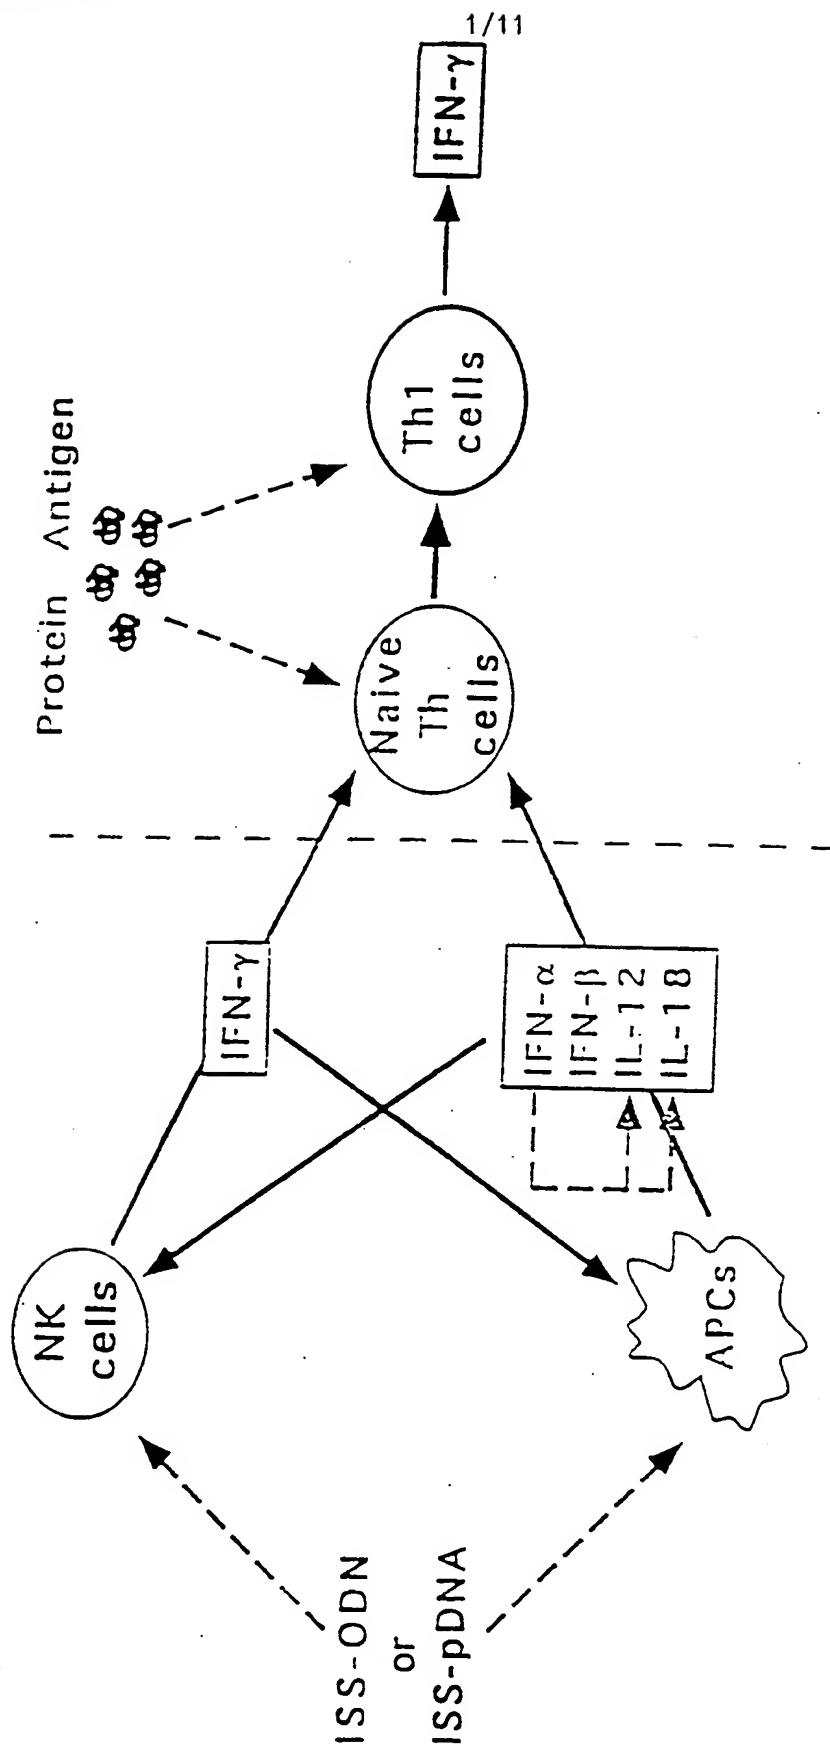 1/11
ISS-ODN
or
ISS-pDNA
NK
cells
APCs
IFN-γ
IFN-α
IFN-β
IL-12
IL-18
Protein Antigen
Naive
Th
cells
Th1
cells
IFN-γ